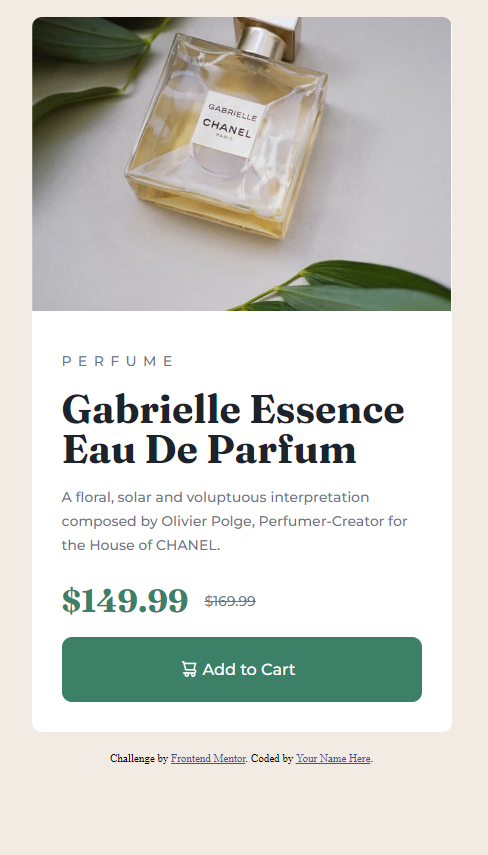 GABRIELLE
CHANEL
PARIS
PERFUME
Gabrielle Essence
Eau De Parfum
A floral, solar and voluptuous interpretation
composed by Olivier Polge, Perfumer-Creator for
the House of CHANEL.
$149.99 $169.99
Add to Cart
Challenge by Frontend Mentor. Coded by Your Name Here.